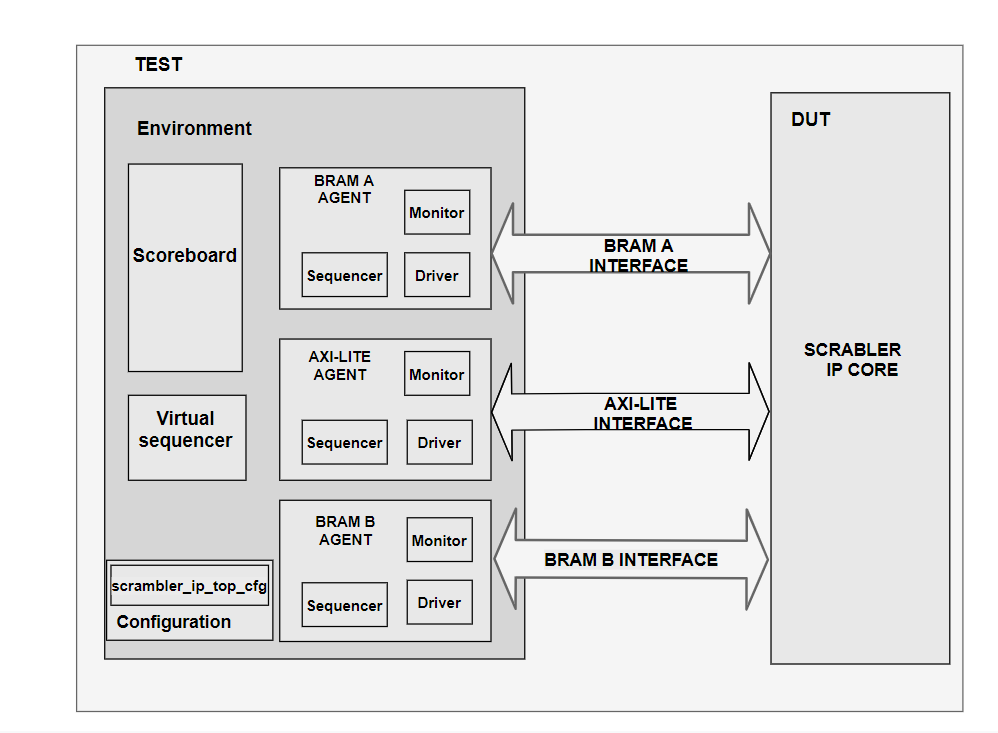 TEST
Environment
Scoreboard
Virtual
sequencer
scrambler_ip_top_cfg
Configuration
BRAM A
AGENT
Monitor
Sequencer
Driver
AXI-LITE
AGENT
Monitor
Sequencer
Driver
BRAM B
AGENT
Monitor
Sequencer
Driver
BRAM A
INTERFACE
AXI-LITE
INTERFACE
BRAM B INTERFACE
DUT
SCRABLER
IP CORE